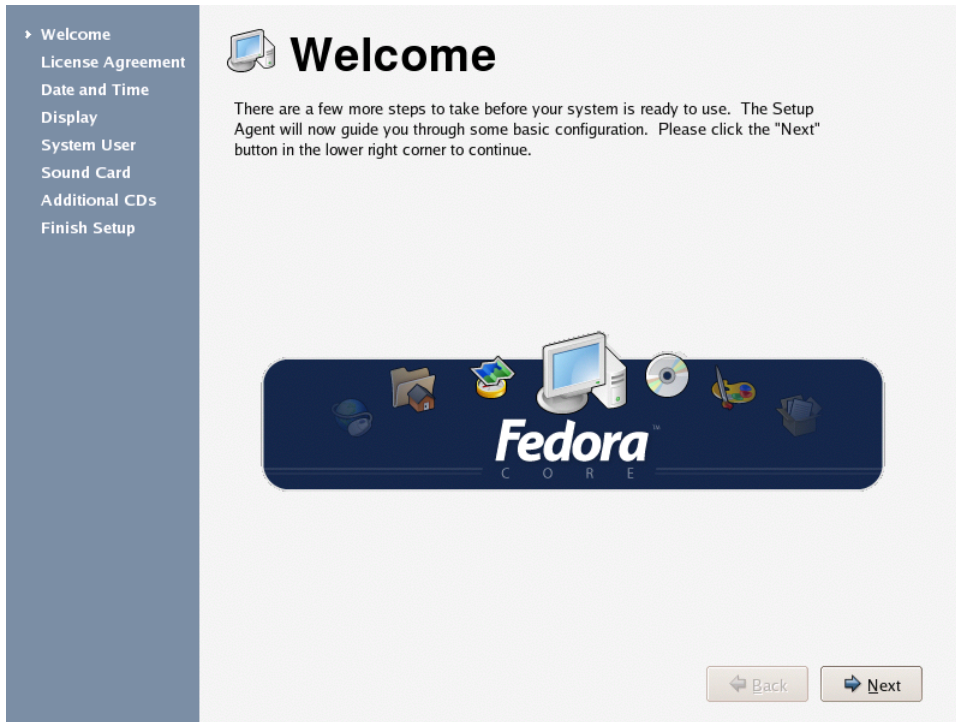 Welcome
License Agreement
Date and Time
Display
System User
Sound Card
Additional CDs
Finish Setup
Welcome
There are a few more steps to take before your system is ready to use.  The Setup
Agent will now guide you through some basic configuration.  Please click the "Next"
button in the lower right corner to continue.
Fedora™
CORE
Back
Next